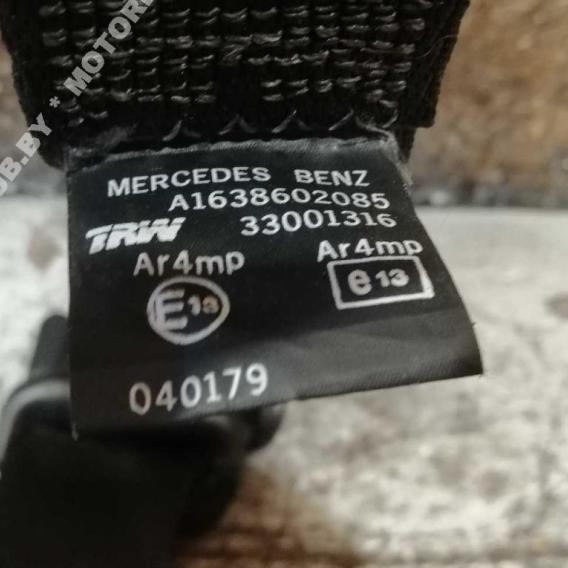 MERCEDES BENZ
A1638602085
TRW 33001316
Ar4mp Ar4mp
E13 e13
040179